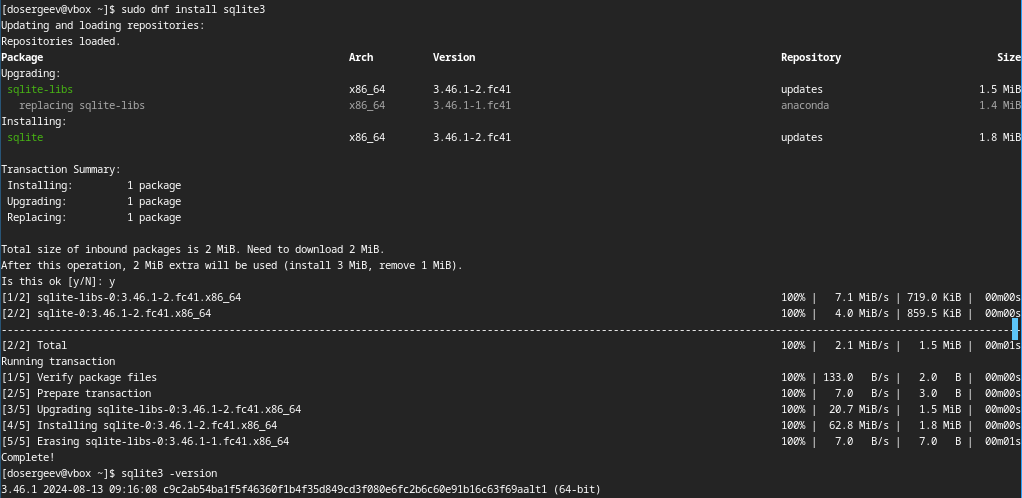 [dosergeev@vbox ~]$ sudo dnf install sqlite3
Updating and loading repositories:
Repositories loaded.
Package Arch Version Repository Size
Upgrading:
sqlite-libs x86_64 3.46.1-2.fc41 updates 1.5 MiB
replacing sqlite-libs x86_64 3.46.1-1.fc41 anaconda 1.4 MiB
Installing:
sqlite x86_64 3.46.1-2.fc41 updates 1.8 MiB
Transaction Summary:
Installing: 1 package
Upgrading: 1 package
Replacing: 1 package
Total size of inbound packages is 2 MiB. Need to download 2 MiB.
After this operation, 2 MiB extra will be used (install 3 MiB, remove 1 MiB).
Is this ok [y/N]: y
[1/2] sqlite-libs-0:3.46.1-2.fc41.x86_64 100% | 7.1 MiB/s | 719.0 KiB | 00m00s
[2/2] sqlite-0:3.46.1-2.fc41.x86_64 100% | 4.0 MiB/s | 859.5 KiB | 00m00s
--------------------------------------------------------------------------------
[2/2] Total 100% | 2.1 MiB/s | 1.5 MiB | 00m01s
Running transaction
[1/5] Verify package files 100% | 133.0 B/s | 2.0 B | 00m00s
[2/5] Prepare transaction 100% | 7.0 B/s | 3.0 B | 00m00s
[3/5] Upgrading sqlite-libs-0:3.46.1-2.fc41.x86_64 100% | 20.7 MiB/s | 1.5 MiB | 00m00s
[4/5] Installing sqlite-0:3.46.1-2.fc41.x86_64 100% | 62.8 MiB/s | 1.8 MiB | 00m00s
[5/5] Erasing sqlite-libs-0:3.46.1-1.fc41.x86_64 100% | 7.0 B/s | 7.0 B | 00m01s
Complete!
[dosergeev@vbox ~]$ sqlite3 -version
3.46.1 2024-08-13 09:16:08 c9c2ab54ba1f5f46360f1b4f35d849cd3f080e6fc2b6c60e91b16c63f69aalt1 (64-bit)